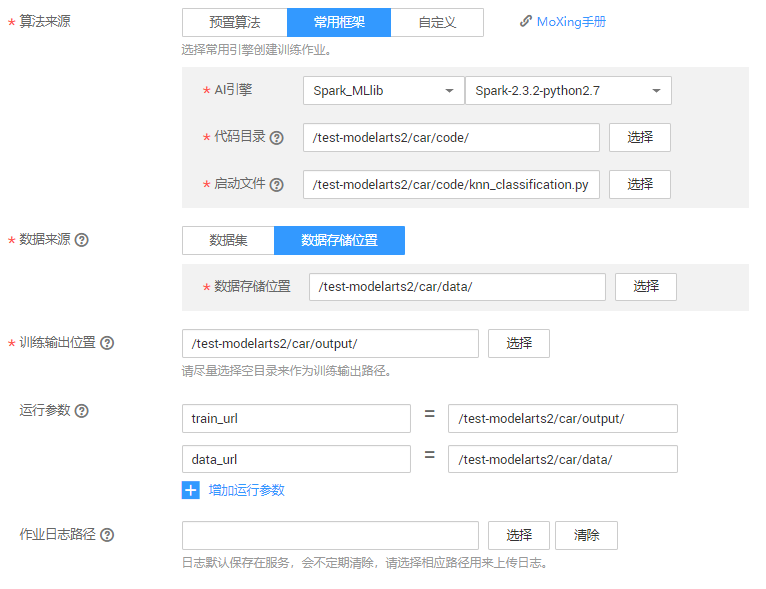 * 算法来源 预置算法 常用框架 自定义 MoXing手册
选择常用引擎创建训练作业。
* AI引擎 Spark_MLlib Spark-2.3.2-python2.7
* 代码目录 ? /test-modelarts2/car/code/ 选择
* 启动文件 ? /test-modelarts2/car/code/knn_classification.py 选择
* 数据来源 ? 数据集 数据存储位置
* 数据存储位置 /test-modelarts2/car/data/ 选择
* 训练输出位置 ? /test-modelarts2/car/output/ 选择
请尽量选择空目录来作为训练输出路径。
运行参数 ? train_url = /test-modelarts2/car/output/
data_url = /test-modelarts2/car/data/
+ 增加运行参数
作业日志路径 ? 选择 清除
日志默认保存在服务，会不定期清除，请选择相应路径用来上传日志。